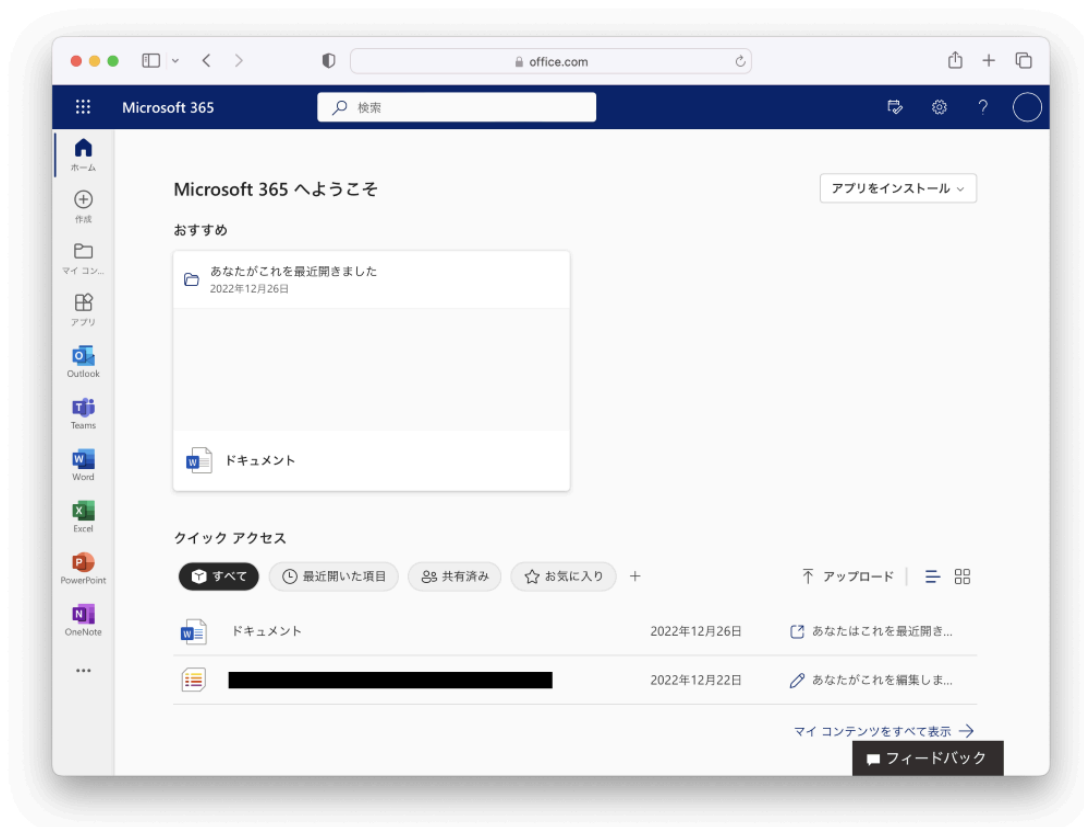 office.com
Microsoft 365
検索
ホーム
作成
マイ コン...
アプリ
Outlook
Teams
Word
Excel
PowerPoint
OneNote
Microsoft 365 へようこそ
アプリをインストール
おすすめ
あなたがこれを最近開きました
2022年12月26日
ドキュメント
クイック アクセス
すべて 最近開いた項目 共有済み お気に入り アップロード
ドキュメント 2022年12月26日 あなたはこれを最近開き...
2022年12月22日 あなたがこれを編集しま...
マイ コンテンツをすべて表示
フィードバック